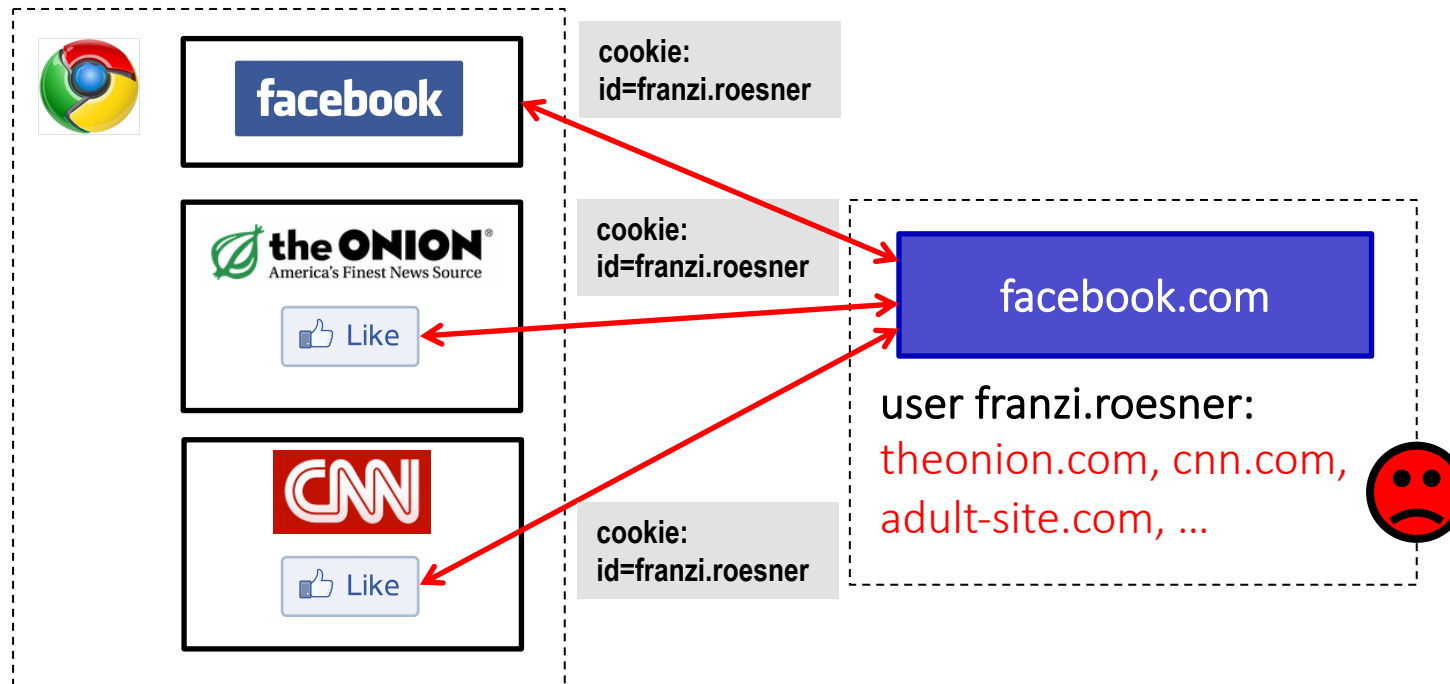 facebook
cookie:
id=franzi.roesner
the ONION®
America's Finest News Source
Like
cookie:
id=franzi.roesner
facebook.com
user franzi.roesner:
theonion.com, cnn.com,
adult-site.com, ...
CNN
Like
cookie:
id=franzi.roesner